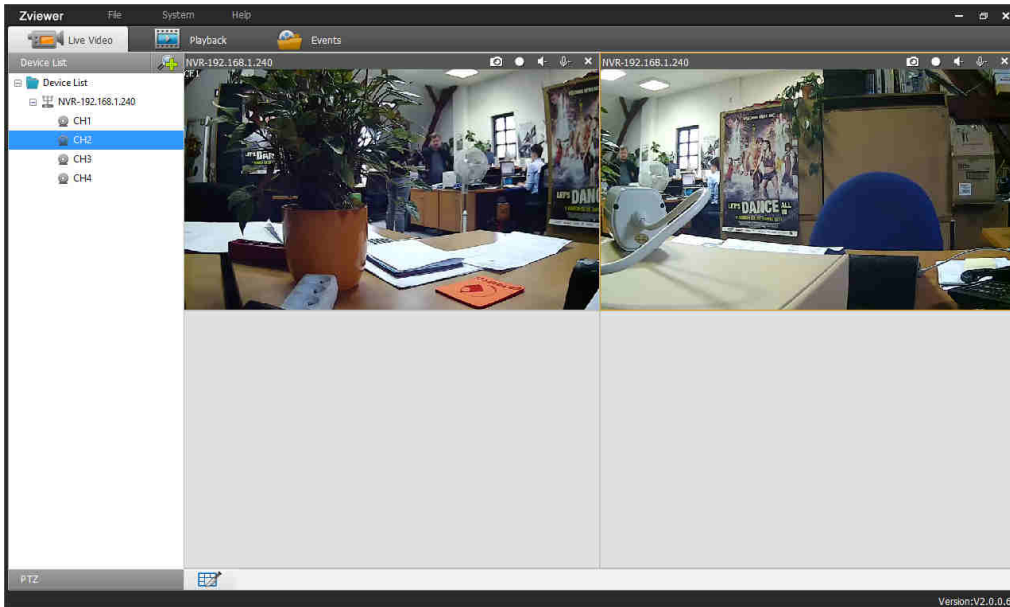 Zviewer File System Help
Live Video Playback Events
Device List
NVR-192.168.1.240
NVR-192.168.1.240
Device List
NVR-192.168.1.240
CH1
CH2
CH3
CH4
CH1
LET'S DANCE
LET'S DANCE ALL
PTZ
Version:V2.0.0.6